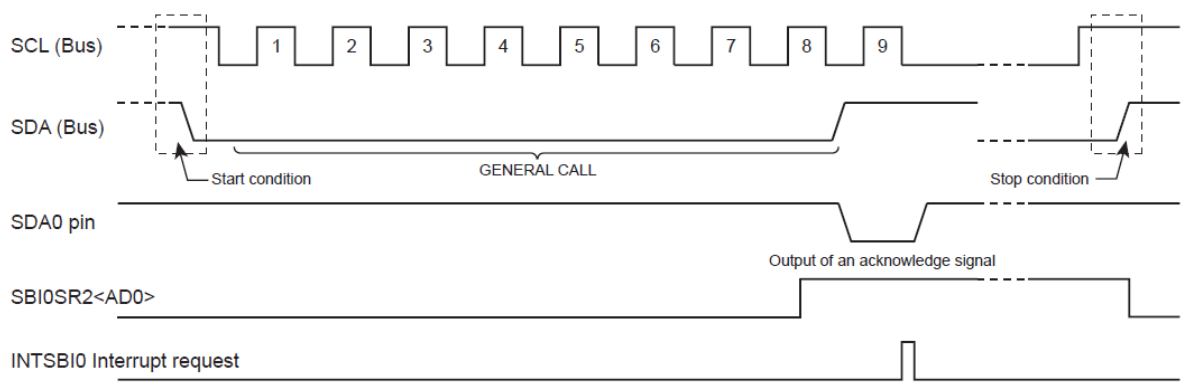 SCL (Bus)
1 2 3 4 5 6 7 8 9
SDA (Bus)
Start condition
GENERAL CALL
Stop condition
SDA0 pin
Output of an acknowledge signal
SBI0SR2<AD0>
INTSBI0 Interrupt request